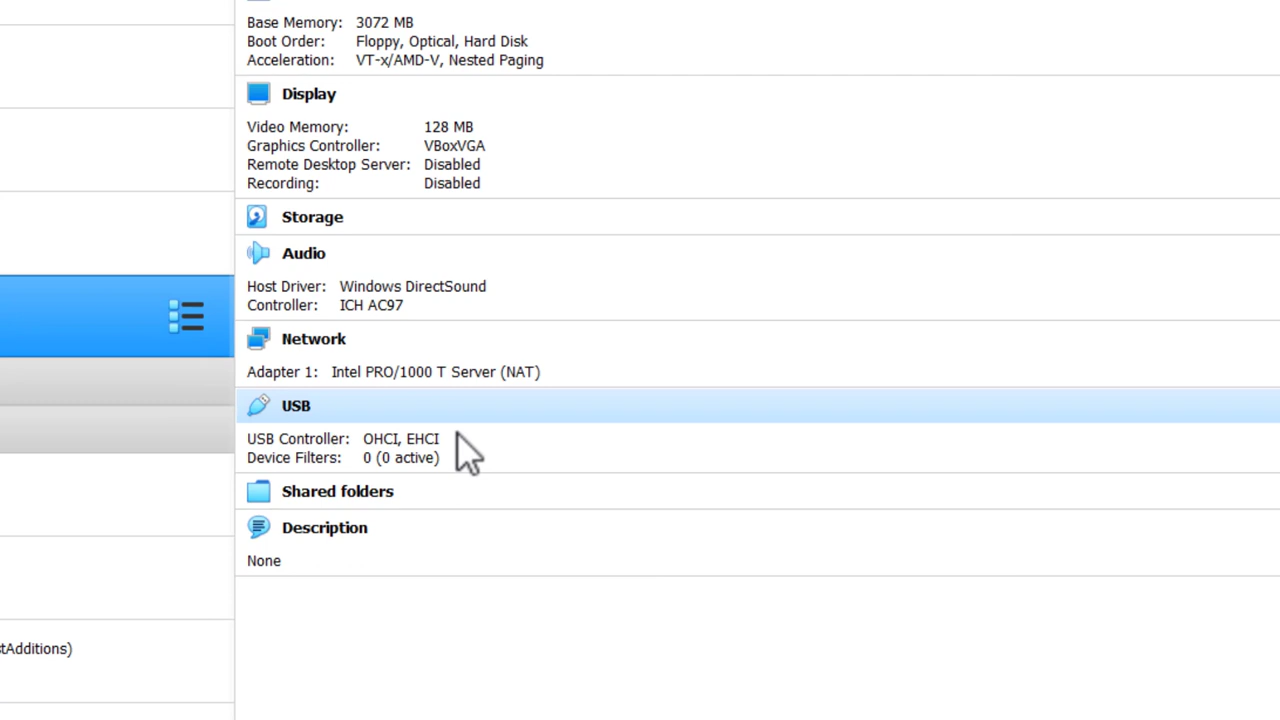 Base Memory: 3072 MB
Boot Order: Floppy, Optical, Hard Disk
Acceleration: VT-x/AMD-V, Nested Paging
Display
Video Memory: 128 MB
Graphics Controller: VBoxVGA
Remote Desktop Server: Disabled
Recording: Disabled
Storage
Audio
Host Driver: Windows DirectSound
Controller: ICH AC97
Network
Adapter 1: Intel PRO/1000 T Server (NAT)
USB
USB Controller: OHCI, EHCI
Device Filters: 0 (0 active)
Shared folders
Description
None
tAdditions)